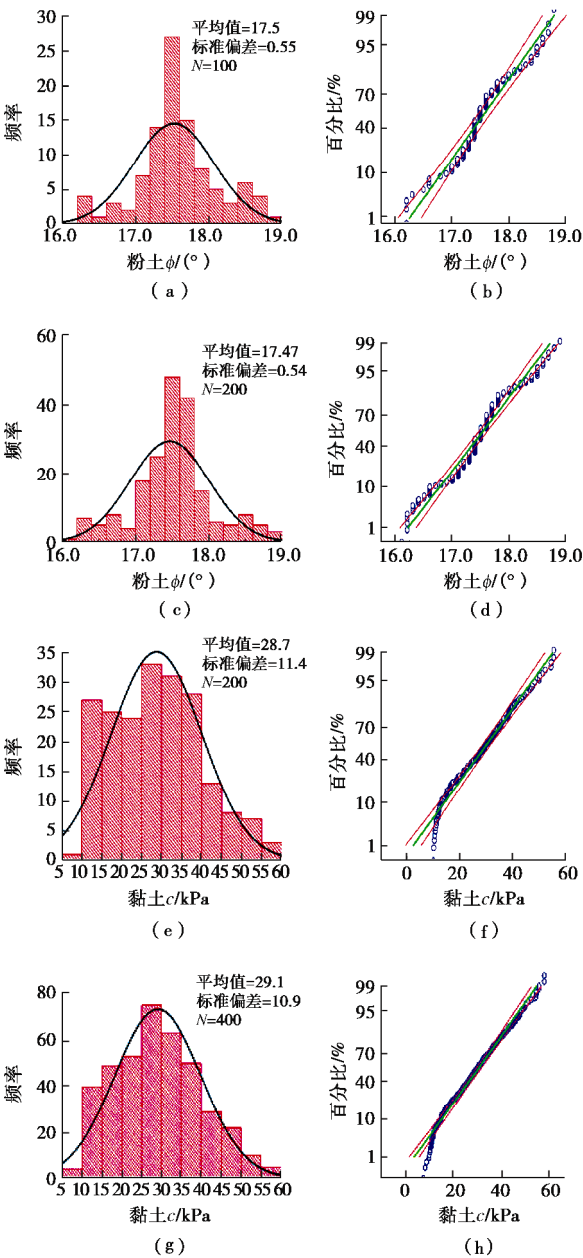 30
25
20
15
10
5
0
频率
平均值=17.5
标准偏差=0.55
N=100
16.0 17.0 18.0 19.0
粉土ϕ/(°)
(a)
99
95
70
40
10
1
百分比/%
16.0 17.0 18.0 19.0
粉土ϕ/(°)
(b)
60
40
20
0
频率
平均值=17.47
标准偏差=0.54
N=200
16.0 17.0 18.0 19.0
粉土ϕ/(°)
(c)
99
95
70
40
10
1
百分比/%
16.0 17.0 18.0 19.0
粉土ϕ/(°)
(d)
35
30
25
20
15
10
5
0
频率
平均值=28.7
标准偏差=11.4
N=200
5 10 15 20 25 30 35 40 45 50 55 60
黏土c/kPa
(e)
99
95
70
40
10
1
百分比/%
0 20 40 60
黏土c/kPa
(f)
80
60
40
20
0
频率
平均值=29.1
标准偏差=10.9
N=400
5 10 15 20 25 30 35 40 45 50 55 60
黏土c/kPa
(g)
99
95
70
40
10
1
百分比/%
0 20 40 60
黏土c/kPa
(h)